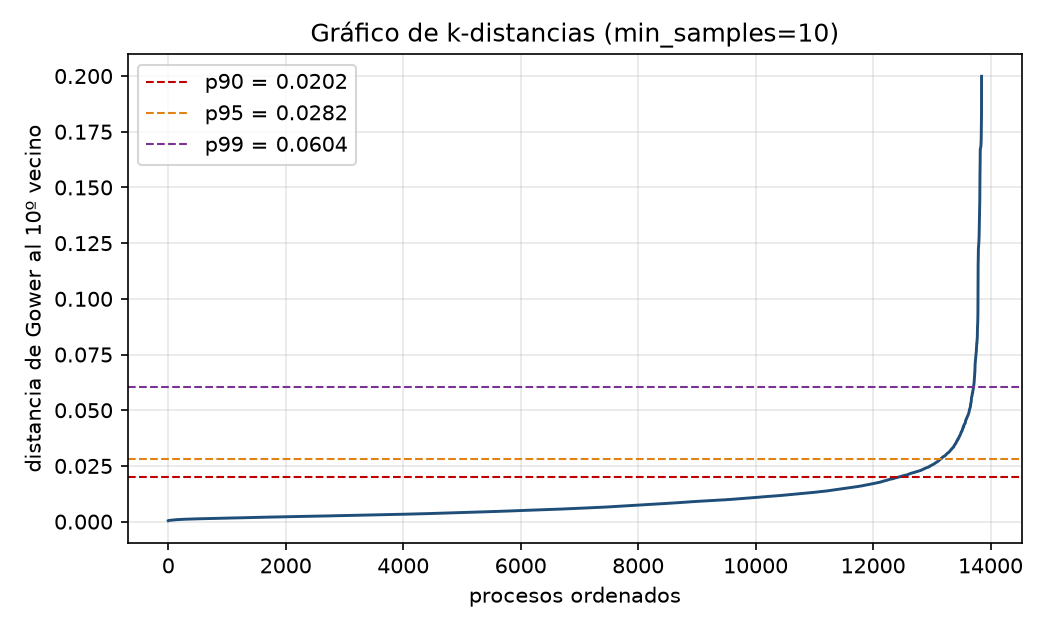 Gráfico de k-distancias (min_samples=10)
p90 = 0.0202
p95 = 0.0282
p99 = 0.0604
distancia de Gower al 10º vecino
0.200
0.175
0.150
0.125
0.100
0.075
0.050
0.025
0.000
0 2000 4000 6000 8000 10000 12000 14000
procesos ordenados